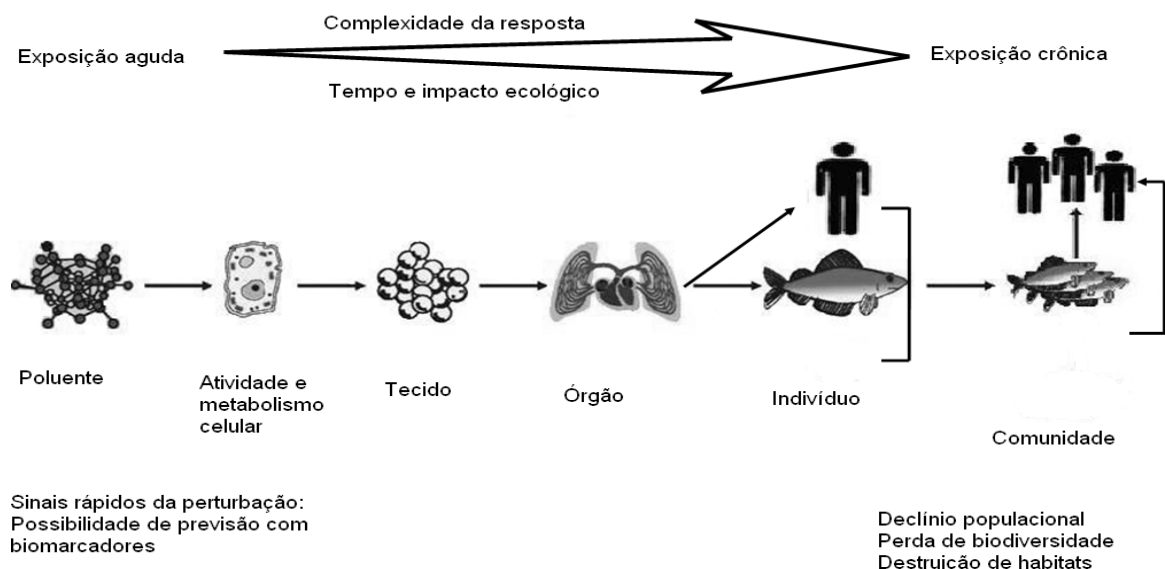 Complexidade da resposta
Exposição aguda
Exposição crônica
Tempo e impacto ecológico
Poluente
Atividade e
metabolismo
celular
Tecido
Órgão
Indivíduo
Comunidade
Sinais rápidos da perturbação:
Possibilidade de previsão com
biomarcadores
Declínio populacional
Perda de biodiversidade
Destruição de habitats